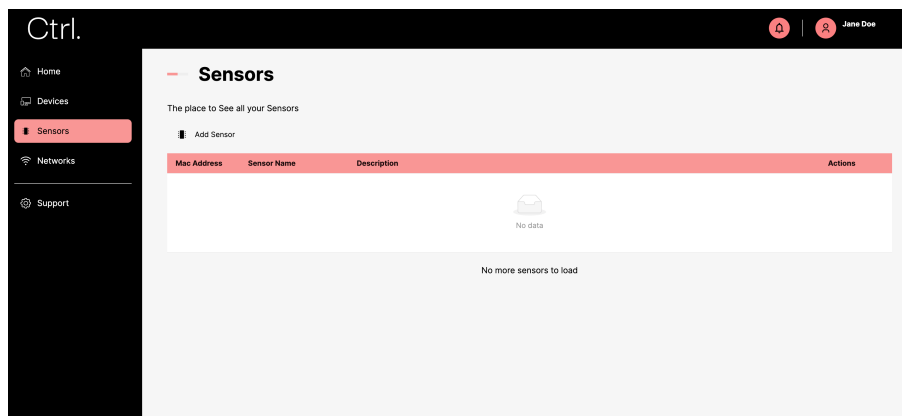 Ctrl.
Jane Doe
Home
Devices
Sensors
Networks
Support
Sensors
The place to See all your Sensors
Add Sensor
Mac Address Sensor Name Description Actions
No data
No more sensors to load